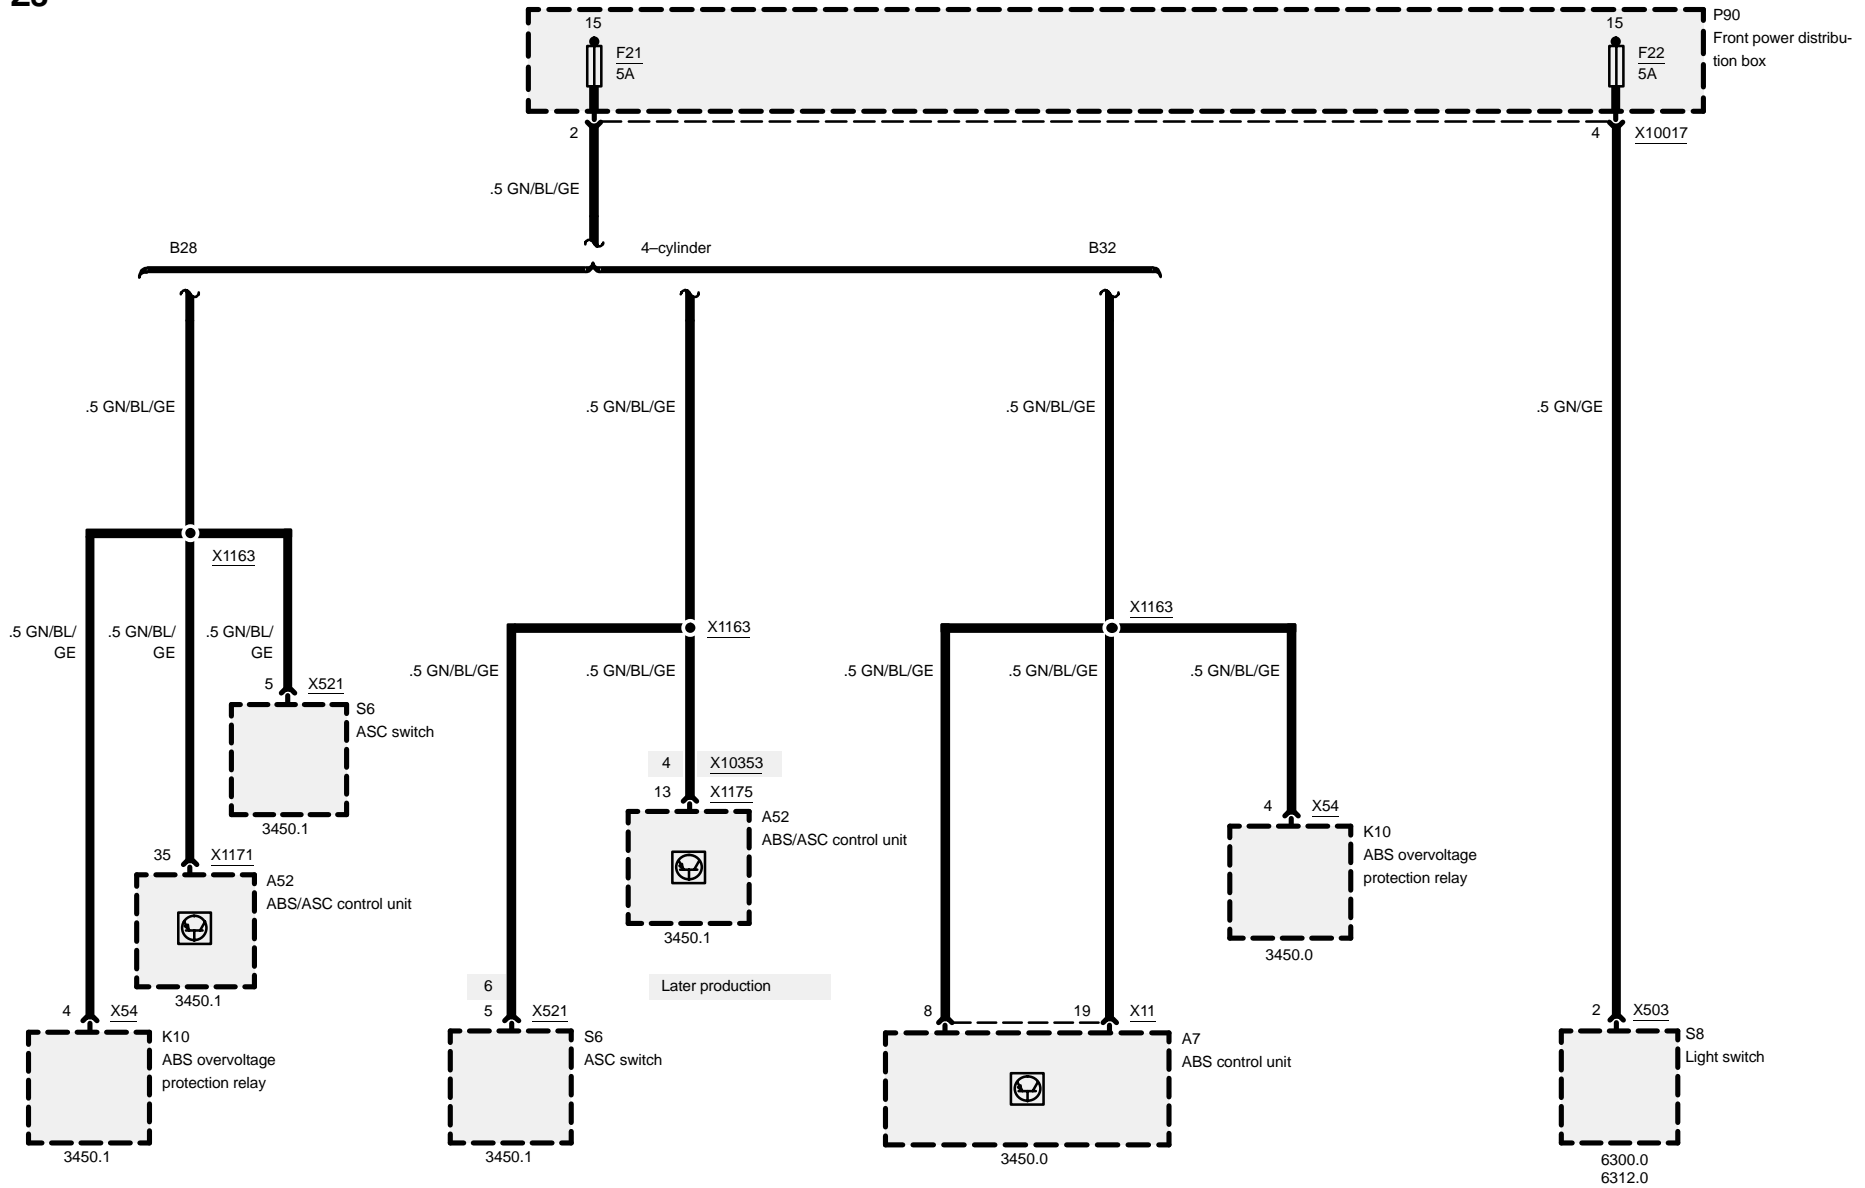 15
15
P90
Front power distribu-
tion box
F21
5A
F22
5A
2
4
X10017
.5 GN/BL/GE
B28
4–cylinder
B32
.5 GN/BL/GE
.5 GN/BL/GE
.5 GN/BL/GE
.5 GN/GE
X1163
X1163
X1163
.5 GN/BL/
GE
.5 GN/BL/
GE
.5 GN/BL/
GE
.5 GN/BL/GE
.5 GN/BL/GE
.5 GN/BL/GE
.5 GN/BL/GE
.5 GN/BL/GE
5
X521
S6
ASC switch
3450.1
4
X10353
13
X1175
A52
ABS/ASC control unit
3450.1
4
X54
K10
ABS overvoltage
protection relay
3450.0
35
X1171
A52
ABS/ASC control unit
3450.1
6
Later production
4
X54
K10
ABS overvoltage
protection relay
3450.1
5
X521
S6
ASC switch
3450.1
8
19
X11
A7
ABS control unit
3450.0
2
X503
S8
Light switch
6300.0
6312.0